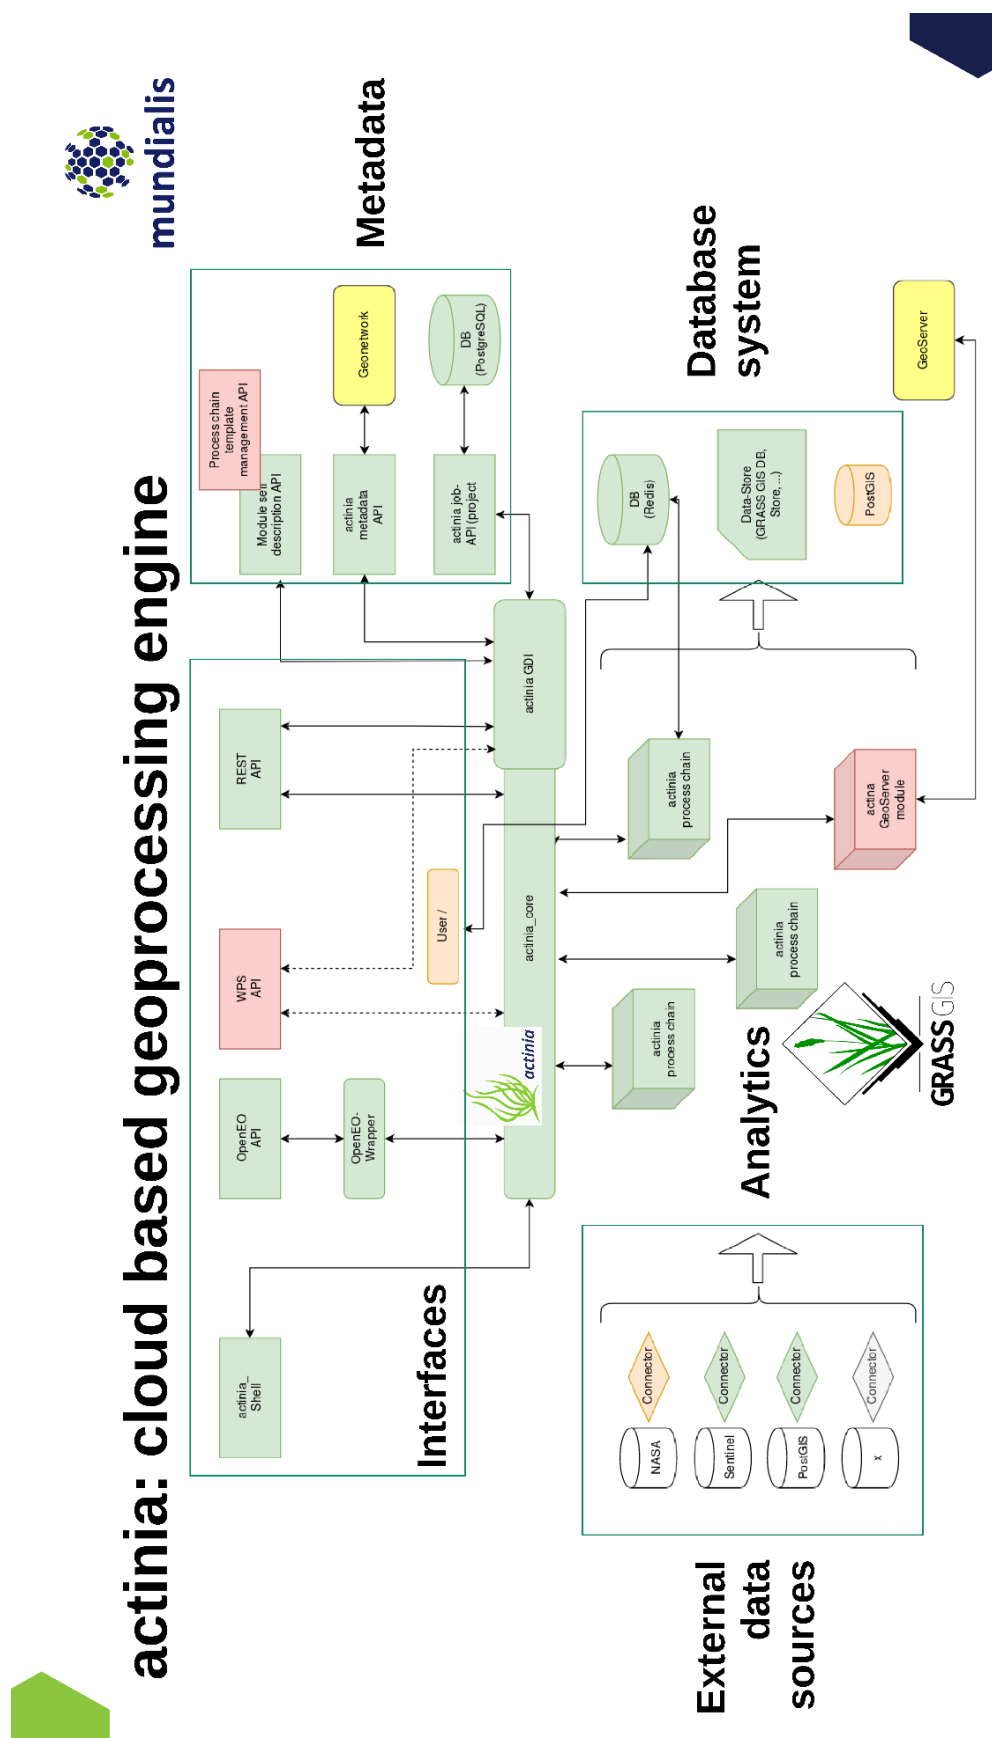 actinia: cloud based geoprocessing engine
mundialis
actinia_
Shell
OpenEO
API
OpenEO-
Wrapper
WPS
API
REST
API
User /
Interfaces
Process chain
template
management API
Module self
description API
actinia
metadata
API
Geonetwork
actinia job-
API (project
DB
(PostgreSQL)
Metadata
actinia
actinia_core
actinia GDI
External
data
sources
NASA
Connector
Sentinel
Connector
PostGIS
Connector
x
Connector
actinia
process chain
actinia
process chain
actinia
process chain
actina
GeoServer
module
Analytics
GRASS GIS
DB
(Redis)
Data-Store
(GRASS GIS DB,
Store, ...)
PostGIS
Database
system
GeoServer